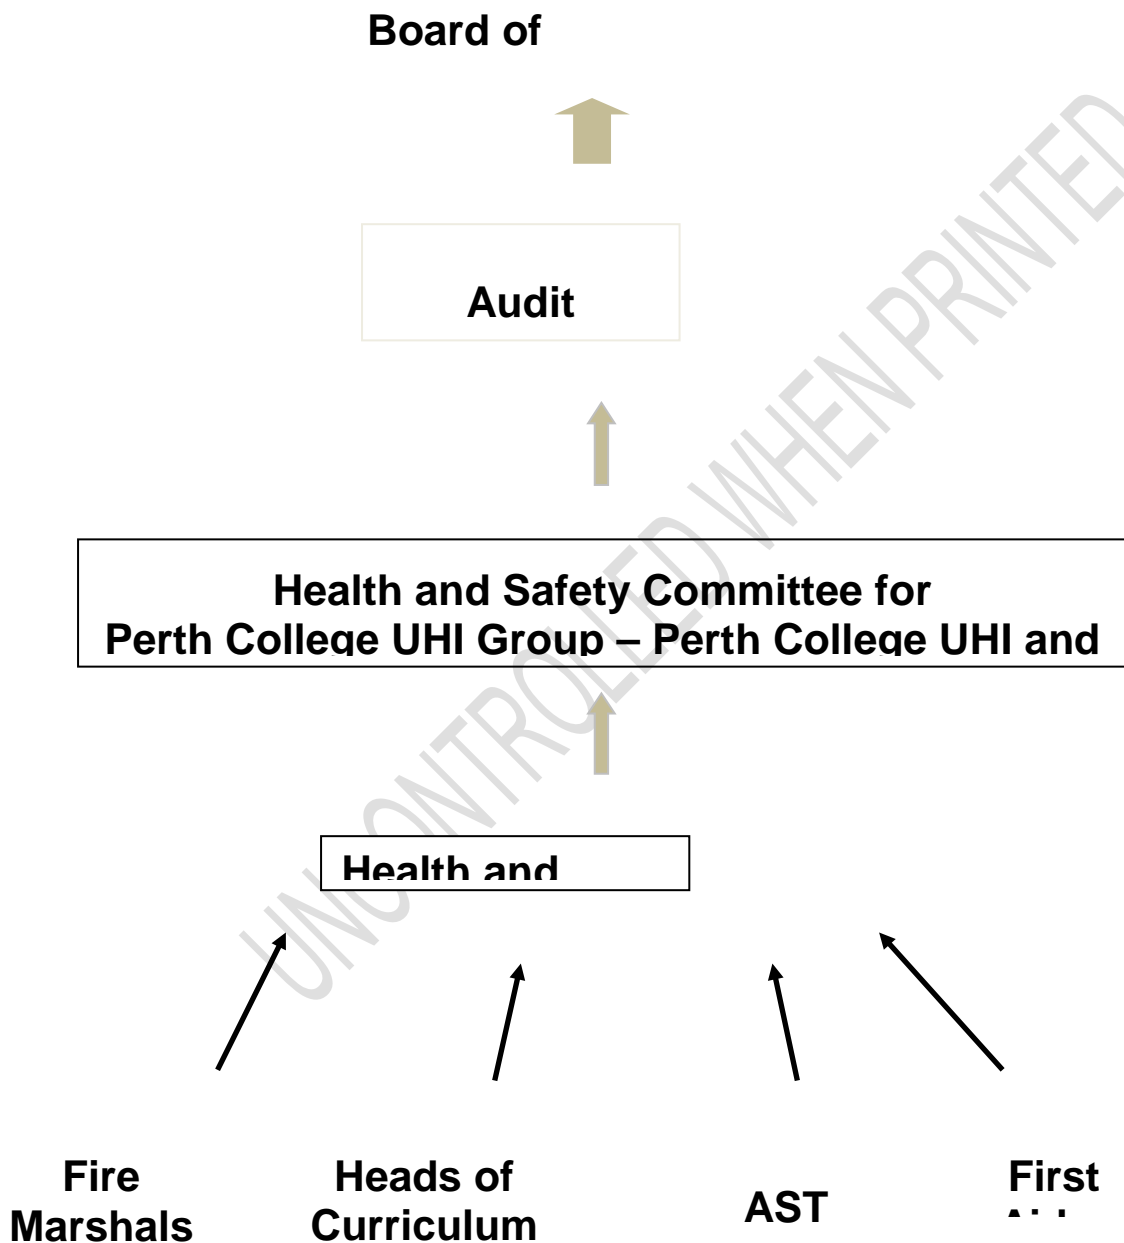 Board of
Audit
Health and Safety Committee for
Perth College UHI Group – Perth College UHI and
Health and
Fire
Marshals
Heads of
Curriculum
AST
First
UNCONTROLLED WHEN PRINTED